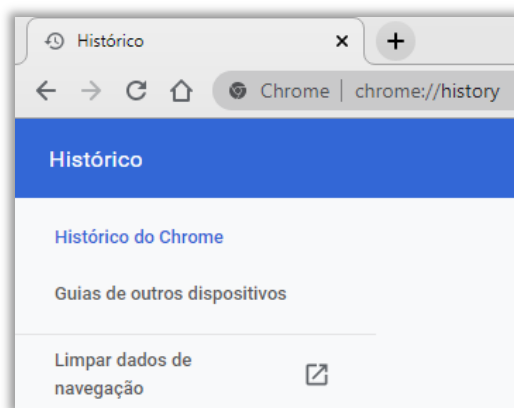 Histórico
Chrome | chrome://history
Histórico
Histórico do Chrome
Guias de outros dispositivos
Limpar dados de
navegação